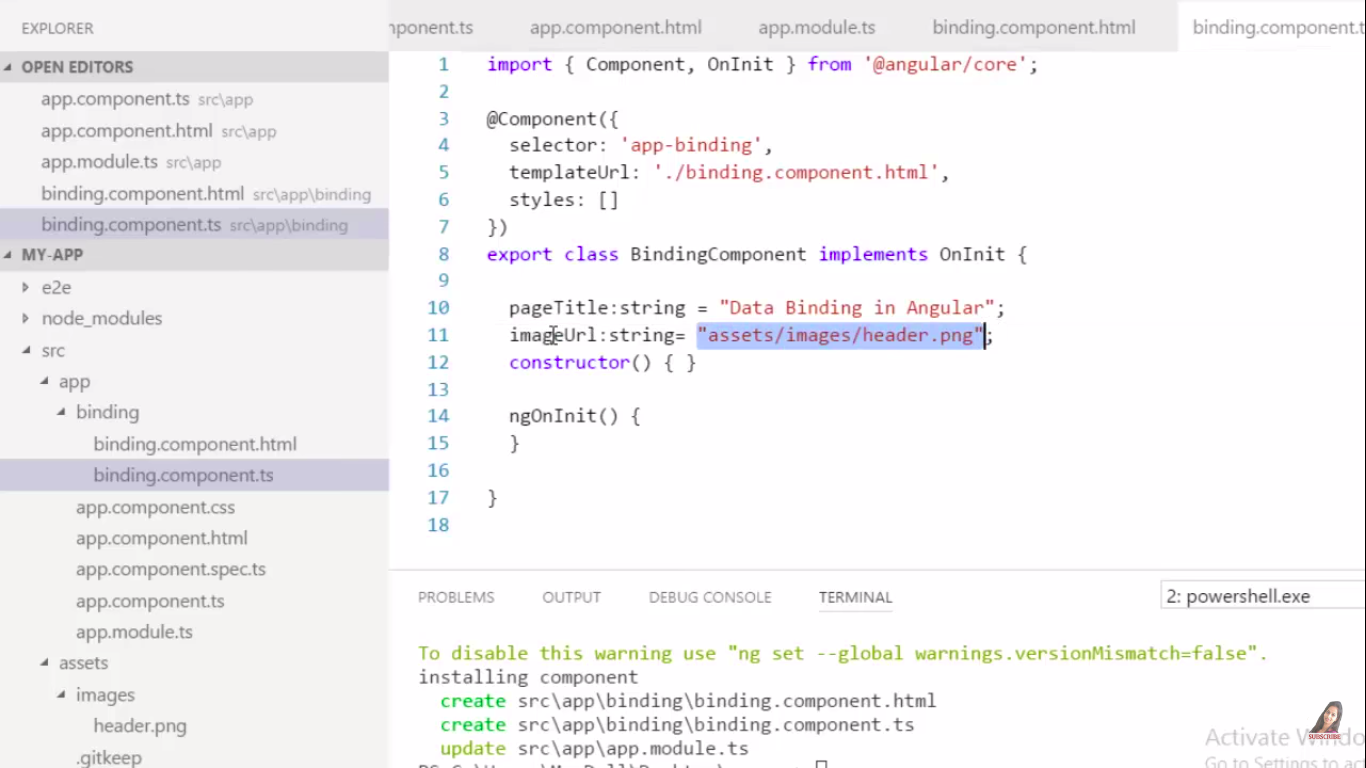 EXPLORER
OPEN EDITORS
app.component.ts src\app
app.component.html src\app
app.module.ts src\app
binding.component.html src\app\binding
binding.component.ts src\app\binding
MY-APP
e2e
node_modules
src
app
binding
binding.component.html
binding.component.ts
app.component.css
app.component.html
app.component.spec.ts
app.component.ts
app.module.ts
assets
images
header.png
.gitkeep
nponent.ts app.component.html app.module.ts binding.component.html binding.component.t
1 import { Component, OnInit } from '@angular/core';
2
3 @Component({
4 selector: 'app-binding',
5 templateUrl: './binding.component.html',
6 styles: []
7 })
8 export class BindingComponent implements OnInit {
9
10 pageTitle:string = "Data Binding in Angular";
11 imageUrl:string= "assets/images/header.png";
12 constructor() { }
13
14 ngOnInit() {
15 }
16
17 }
18
PROBLEMS OUTPUT DEBUG CONSOLE TERMINAL 2: powershell.exe
To disable this warning use "ng set --global warnings.versionMismatch=false".
installing component
create src\app\binding\binding.component.html
create src\app\binding\binding.component.ts
update src\app\app.module.ts
Activate Windo
Go to Settings to ac
SUBSCRIBE